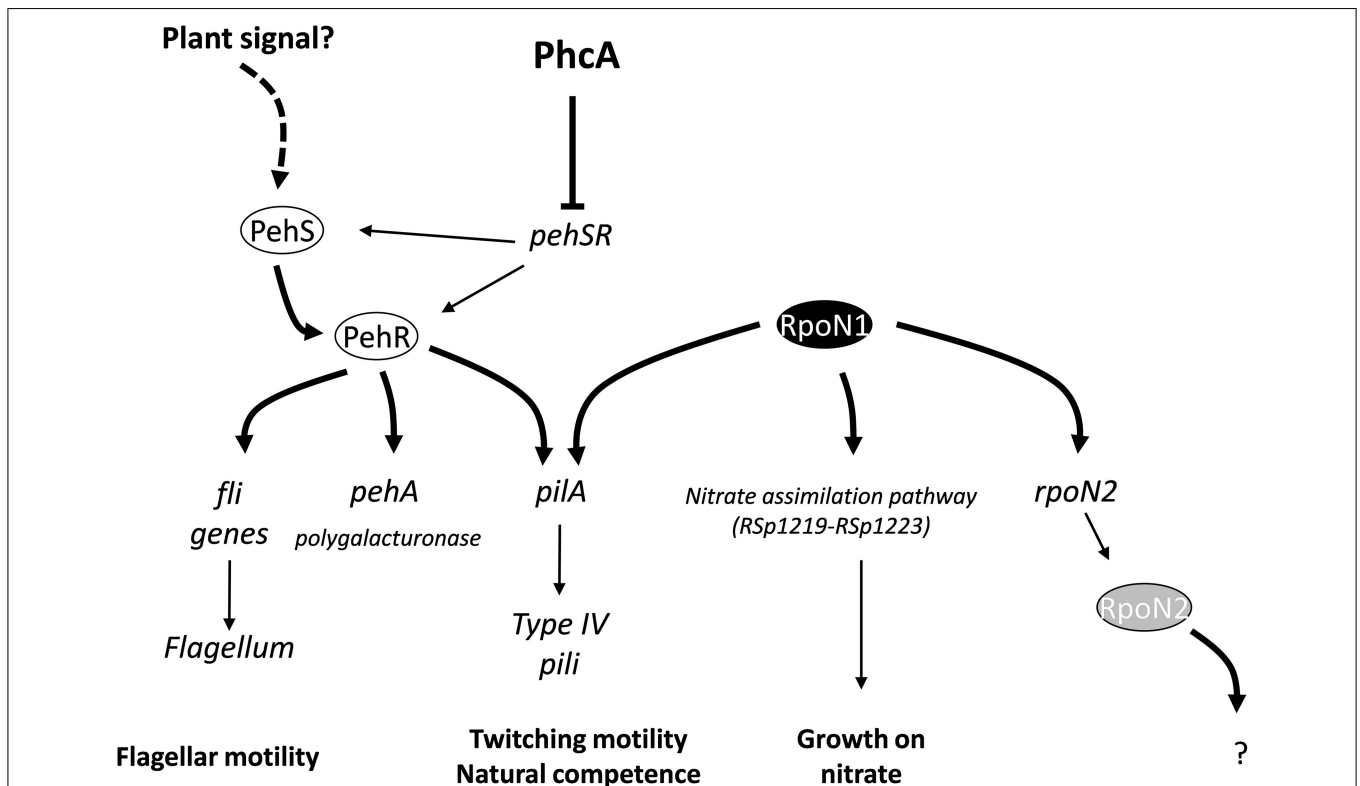 Plant signal?
PhcA
PehS
pehSR
PehR
RpoN1
fli
genes
pehA
polygalacturonase
pilA
Nitrate assimilation pathway
(RSp1219-RSp1223)
rpoN2
RpoN2
Flagellum
Type IV
pili
Flagellar motility
Twitching motility
Natural competence
Growth on
nitrate
?